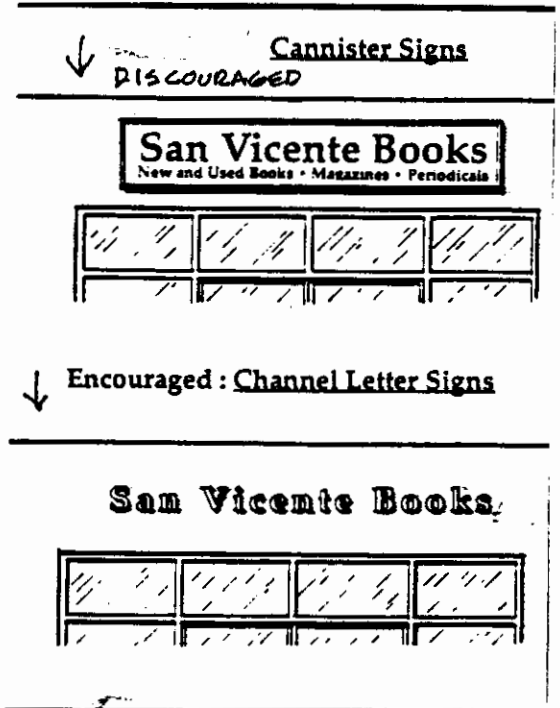 Cannister Signs
DISCOURAGED
San Vicente Books
New and Used Books • Magazines • Periodicals
Encouraged : Channel Letter Signs
San Vicente Books